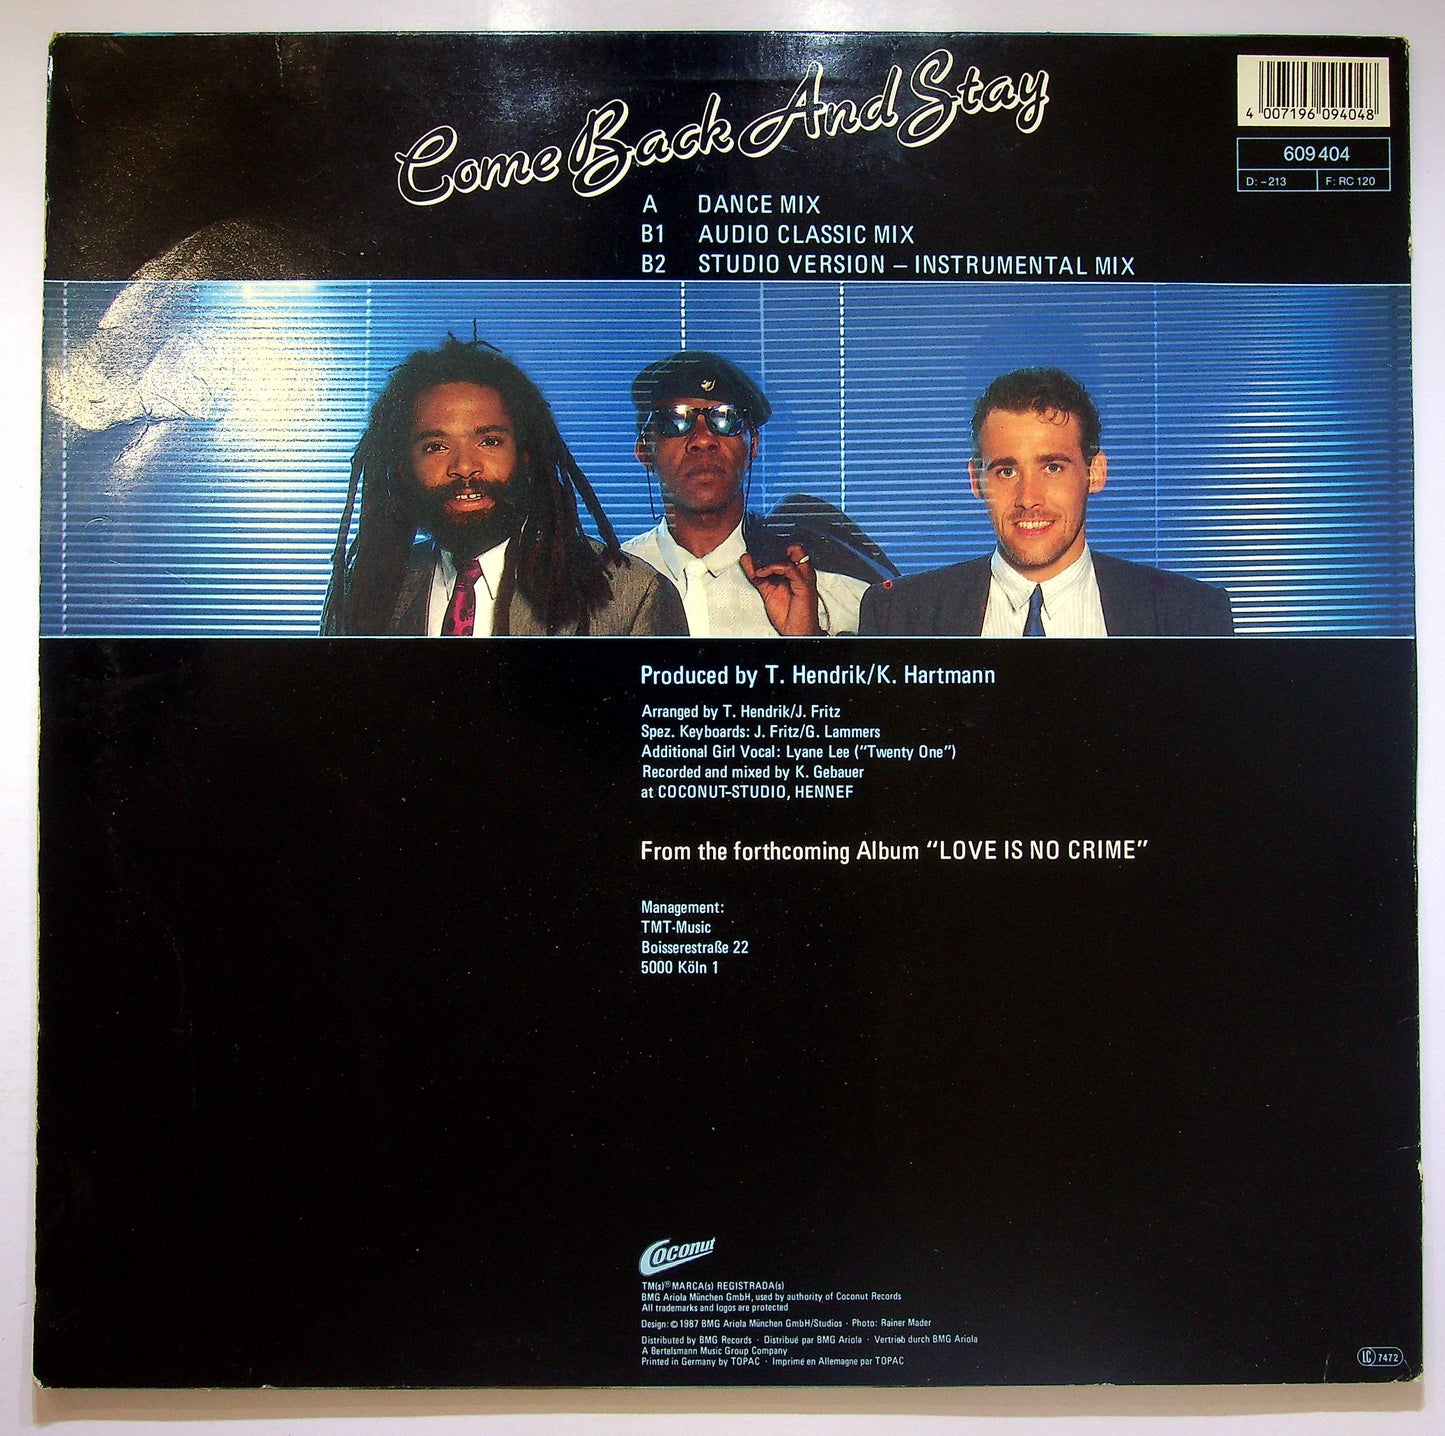 Come Back And Stay
4 007196 094048
609 404
D: – 213 F: RC 120
A DANCE MIX
B1 AUDIO CLASSIC MIX
B2 STUDIO VERSION – INSTRUMENTAL MIX
Produced by T. Hendrik/K. Hartmann
Arranged by T. Hendrik/J. Fritz
Spez. Keyboards: J. Fritz/G. Lammers
Additional Girl Vocal: Lyane Lee (“Twenty One”)
Recorded and mixed by K. Gebauer
at COCONUT-STUDIO, HENNEF
From the forthcoming Album “LOVE IS NO CRIME”
Management:
TMT-Music
Boisserestraße 22
5000 Köln 1
Coconut
TM(s)® MARCA(s) REGISTRADA(s)
BMG Ariola München GmbH, used by authority of Coconut Records
All trademarks and logos are protected
Design: © 1987 BMG Ariola München GmbH/Studios · Photo: Rainer Mader
Distributed by BMG Records · Distribué par BMG Ariola · Vertrieb durch BMG Ariola
A Bertelsmann Music Group Company
Printed in Germany by TOPAC · Imprimé en Allemagne par TOPAC
LC 7472